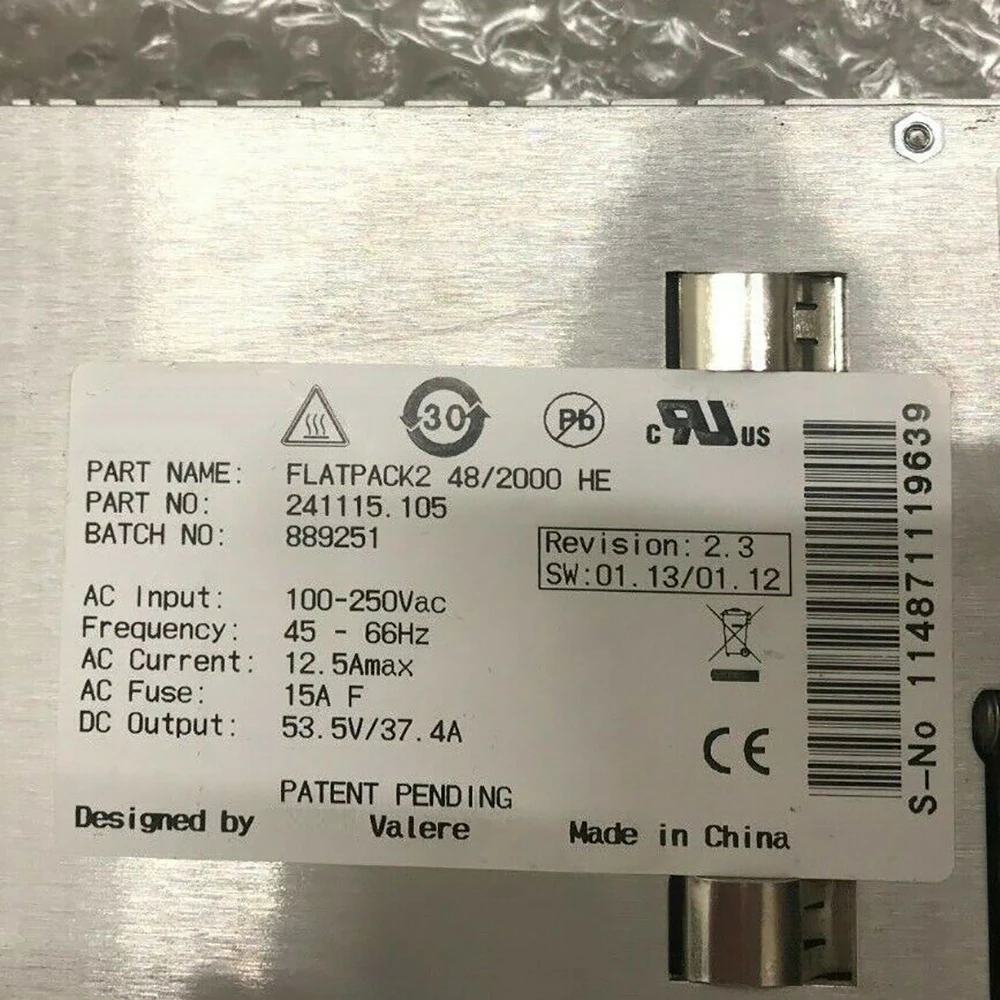 30
Pb
c UR US
PART NAME: FLATPACK2 48/2000 HE
PART NO: 241115.105
BATCH NO: 889251
Revision: 2.3
SW:01.13/01.12
AC Input: 100-250Vac
Frequency: 45 - 66Hz
AC Current: 12.5Amax
AC Fuse: 15A F
DC Output: 53.5V/37.4A
CE
PATENT PENDING
Designed by Valere Made in China
S-No 114871119639